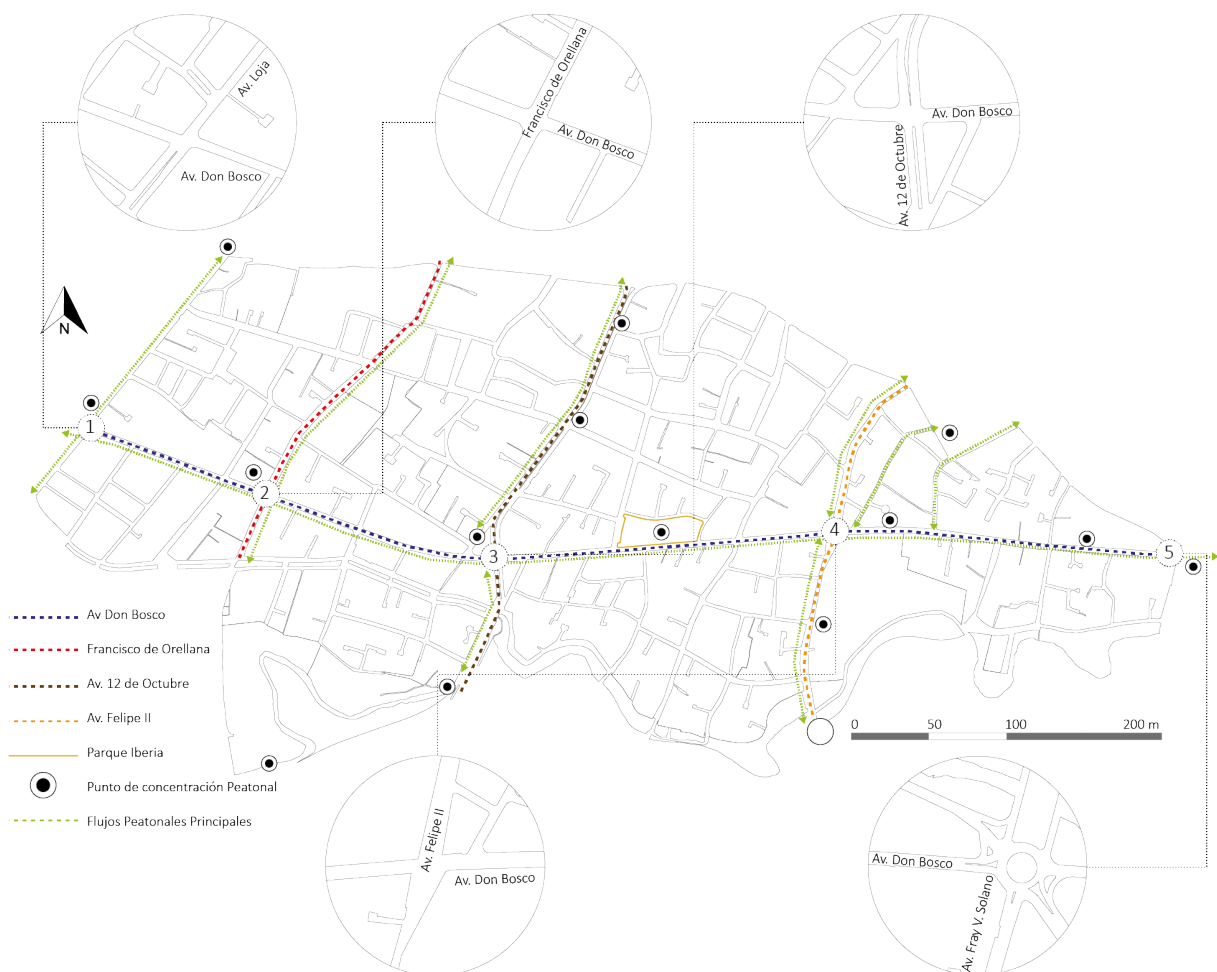 Av. Loja
Av. Don Bosco
Francisco de Orellana
Av. Don Bosco
Av. Don Bosco
Av. 12 de Octubre
N
1
2
3
4
5
Av Don Bosco
Francisco de Orellana
Av. 12 de Octubre
Av. Felipe II
Parque Iberia
Punto de concentración Peatonal
Flujos Peatonales Principales
0 50 100 200 m
Av. Felipe II
Av. Don Bosco
Av. Don Bosco
Av. Fray V. Solano